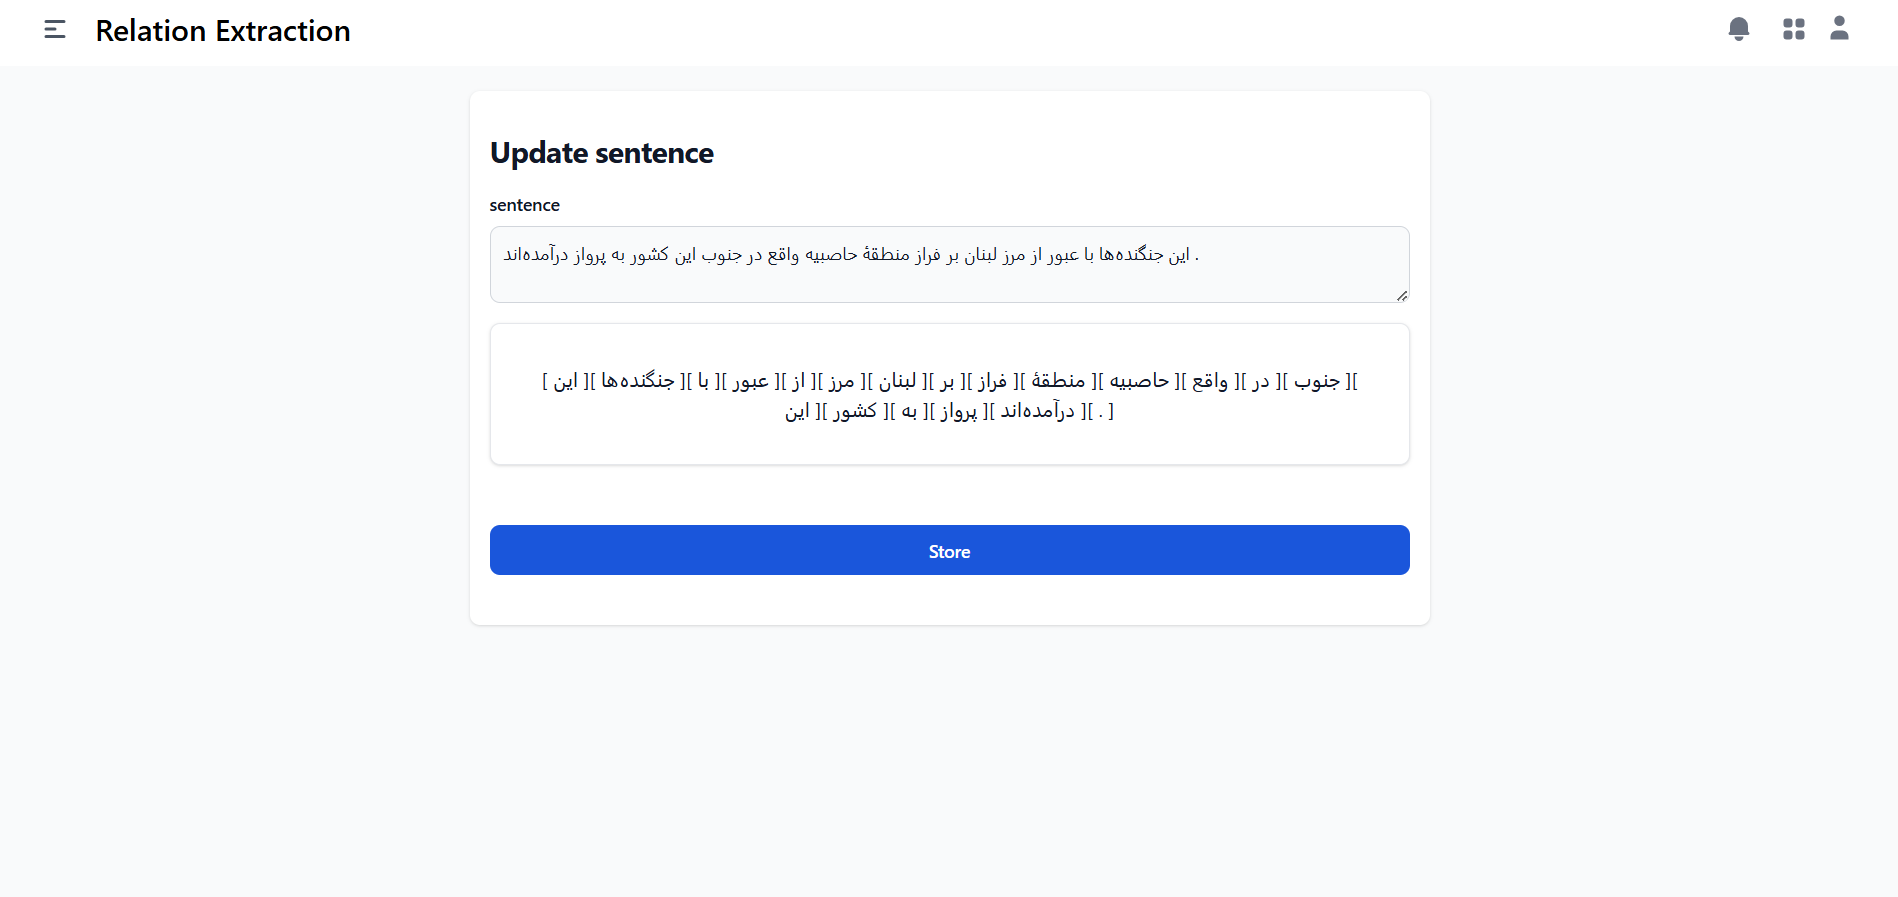 Relation Extraction
Update sentence
sentence
این جنگنده‌ها با عبور از مرز لبنان بر فراز منطقهٔ حاصبیه واقع در جنوب این کشور به پرواز درآمده‌اند .
[ این ][ جنگنده‌ها ][ با ][ عبور ][ از ][ مرز ][ لبنان ][ بر ][ فراز ][ منطقهٔ ][ حاصبیه ][ واقع ][ در ][ جنوب ][
این ][ کشور ][ به ][ پرواز ][ درآمده‌اند ][ . ]
Store